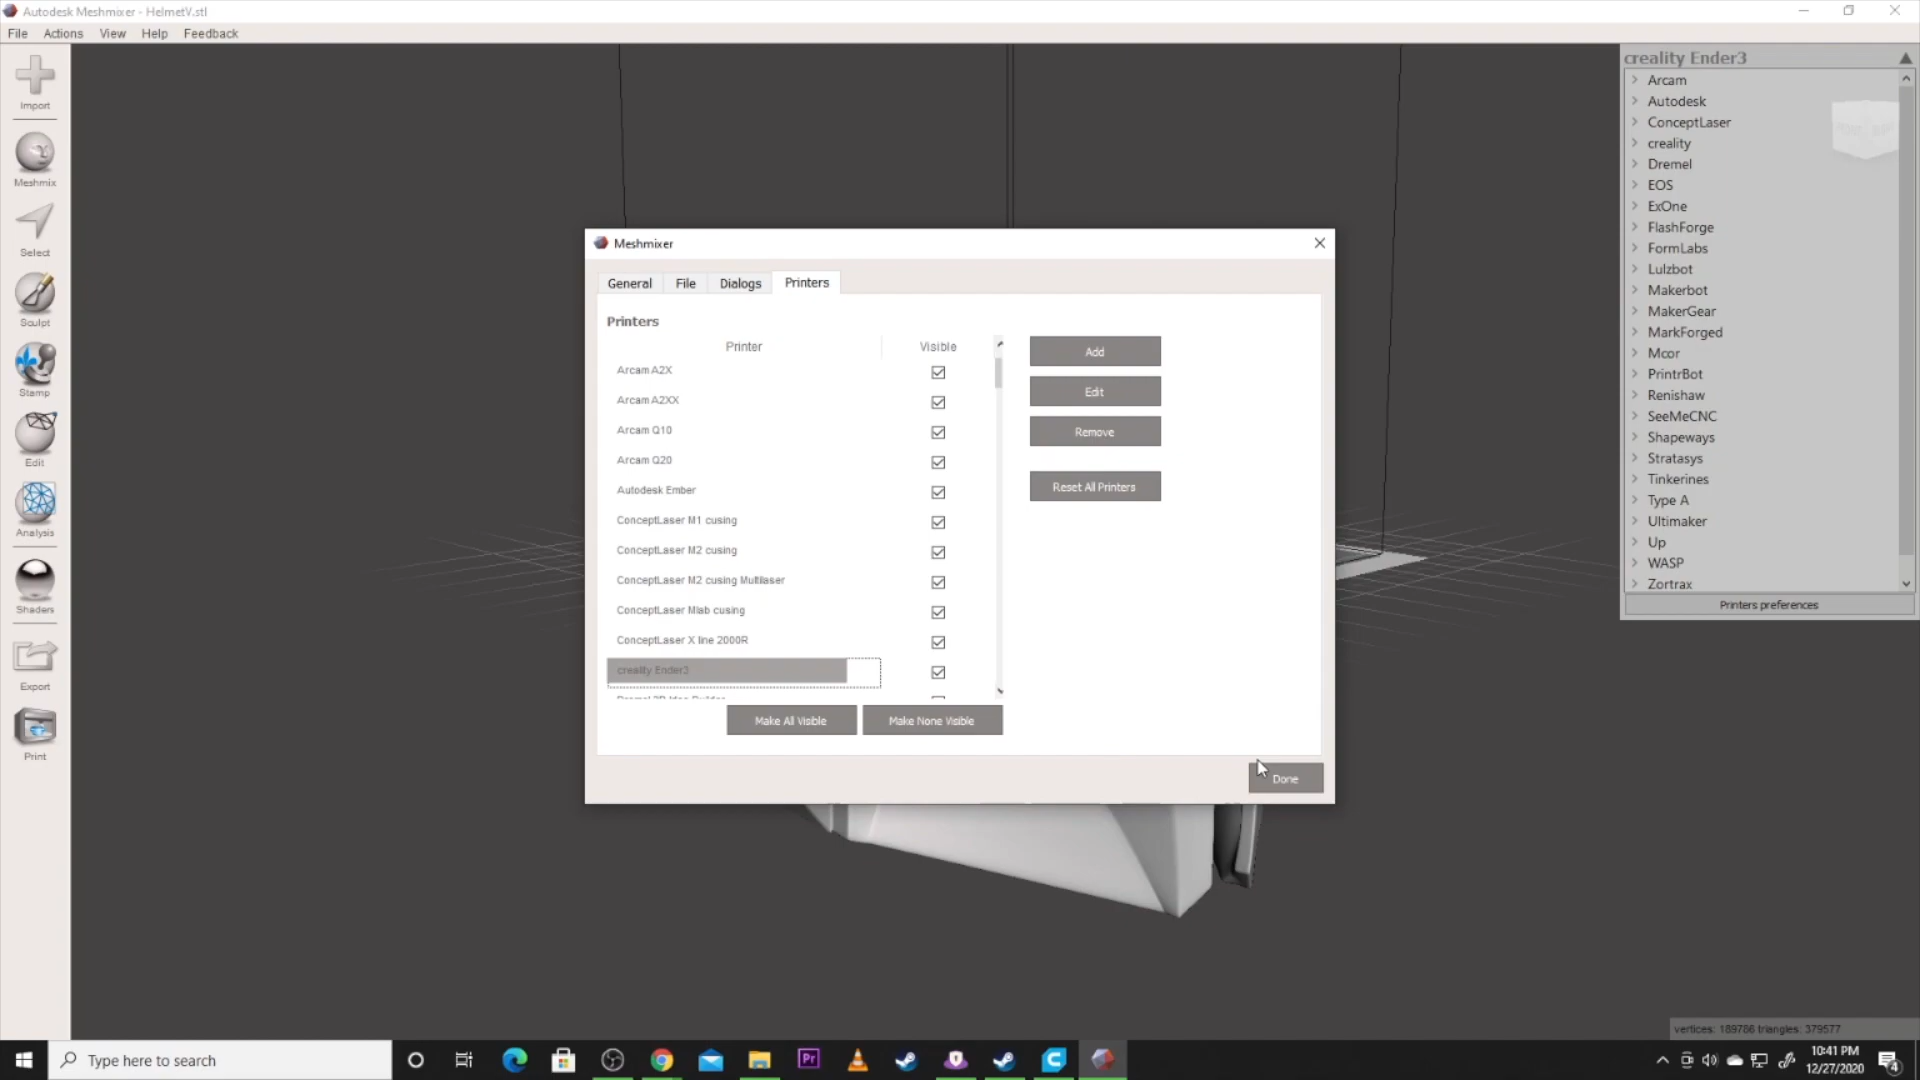 Autodesk Meshmixer - HelmetV.stl
File Actions View Help Feedback
Import
Meshmix
Select
Sculpt
Stamp
Edit
Analysis
Shaders
Export
Print
Meshmixer
General File Dialogs Printers
Printers
Printer Visible
Arcam A2X
Arcam A2XX
Arcam Q10
Arcam Q20
Autodesk Ember
ConceptLaser M1 cusing
ConceptLaser M2 cusing
ConceptLaser M2 cusing Multilaser
ConceptLaser Mlab cusing
ConceptLaser X line 2000R
creality Ender3
Make All Visible Make None Visible
Add
Edit
Remove
Reset All Printers
Done
creality Ender3
Arcam
Autodesk
ConceptLaser
creality
Dremel
EOS
ExOne
FlashForge
FormLabs
Lulzbot
Makerbot
MakerGear
MarkForged
Mcor
PrintrBot
Renishaw
SeeMeCNC
Shapeways
Stratasys
Tinkerines
Type A
Ultimaker
Up
WASP
Zortrax
Printers preferences
vertices: 189786 triangles: 379577
Type here to search
Pr
10:41 PM
12/27/2020
4